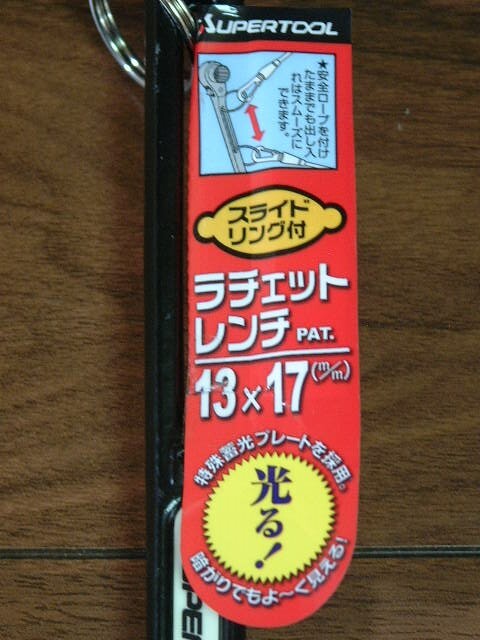 SUPERTOOL
★安全ロープを付け
たままでも出し入
れはスムーズに
できます。
スライド
リング付
ラチェット
レンチ PAT.
13×17(m/m)
特殊蓄光プレートを採用。
光る!
暗がりでもよ〜く見える!
UPER